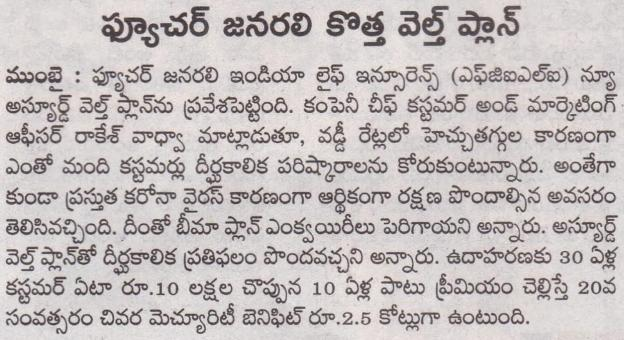 ఫ్యూచర్ జనరలి కొత్త వెల్త్ ప్లాన్
ముంబై : ఫ్యూచర్ జనరలి ఇండియా లైఫ్ ఇన్సూరెన్స్ (ఎఫ్‌జిఐఎల్‌ఐ) న్యూ
అస్యూర్డ్ వెల్త్ ప్లాన్‌ను ప్రవేశపెట్టింది. కంపెనీ చీఫ్ కస్టమర్ అండ్ మార్కెటింగ్
ఆఫీసర్ రాకేశ్ వాధ్వా మాట్లాడుతూ, వడ్డీ రేట్లలో హెచ్చుతగ్గుల కారణంగా
ఎంతో మంది కస్టమర్లు దీర్ఘకాలిక పరిష్కారాలను కోరుకుంటున్నారు. అంతేగా
కుండా ప్రస్తుత కరోనా వైరస్ కారణంగా ఆర్థికంగా రక్షణ పొందాల్సిన అవసరం
తెలిసివచ్చింది. దీంతో బీమా ప్లాన్ ఎంక్వయిరీలు పెరిగాయని అన్నారు. అస్యూర్డ్
వెల్త్ ప్లాన్‌తో దీర్ఘకాలిక ప్రతిఫలం పొందవచ్చని అన్నారు. ఉదాహరణకు 30 ఏళ్ల
కస్టమర్ ఏటా రూ.10 లక్షల చొప్పున 10 ఏళ్ల పాటు ప్రీమియం చెల్లిస్తే 20వ
సంవత్సరం చివర మెచ్యూరిటీ బెనిఫిట్ రూ.2.5 కోట్లుగా ఉంటుంది.